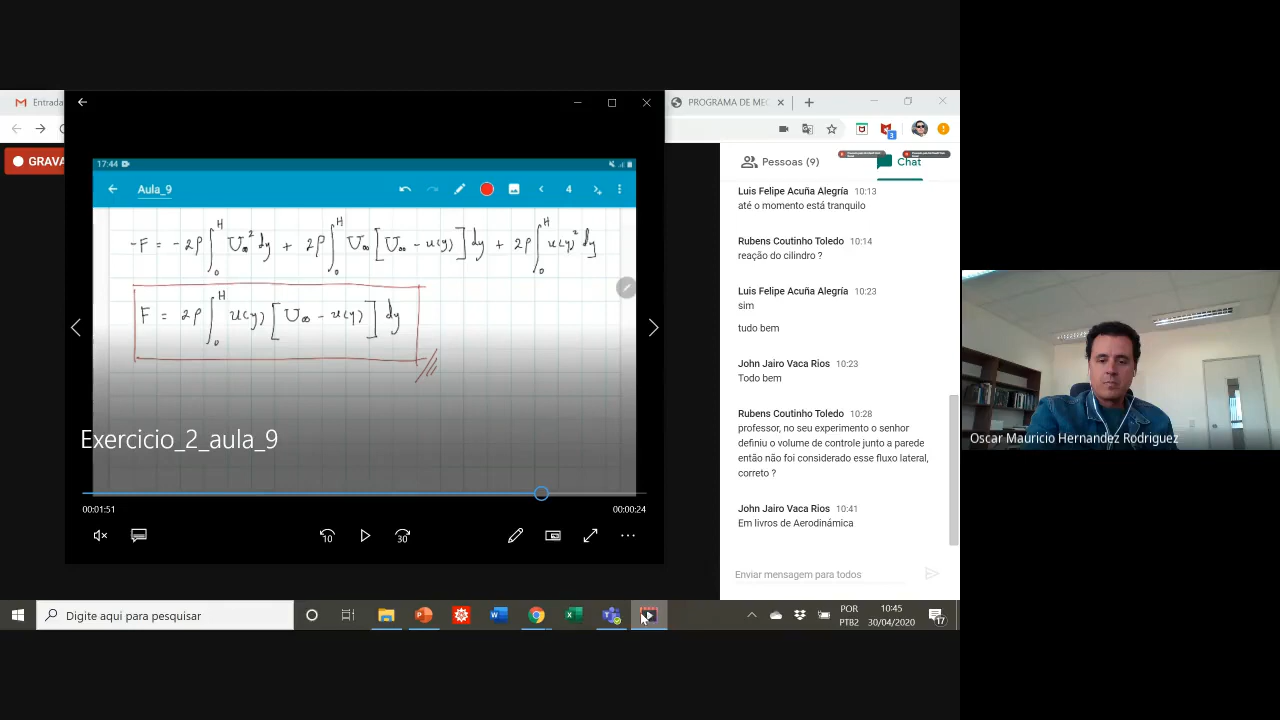 Entrada
PROGRAMA DE MEC
3
GRAVA
17:44
Aula_9
4
-F = -2ρ ∫₀ᴴ U∞² dy + 2ρ ∫₀ᴴ U∞ [U∞ - u(y)] dy + 2ρ ∫₀ᴴ u(y)² dy
F = 2ρ ∫₀ᴴ u(y) [U∞ - u(y)] dy
Exercicio_2_aula_9
00:01:51
00:00:24
10
30
Pessoas (9)
Chat
Luis Felipe Acuña Alegría 10:13
até o momento está tranquilo
Rubens Coutinho Toledo 10:14
reação do cilindro ?
Luis Felipe Acuña Alegría 10:23
sim
tudo bem
John Jairo Vaca Rios 10:23
Todo bem
Rubens Coutinho Toledo 10:28
professor, no seu experimento o senhor
definiu o volume de controle junto a parede
então não foi considerado esse fluxo lateral,
correto ?
John Jairo Vaca Rios 10:41
Em livros de Aerodinámica
Enviar mensagem para todos
Oscar Mauricio Hernandez Rodriguez
Digite aqui para pesquisar
POR
PTB2
10:45
30/04/2020
17